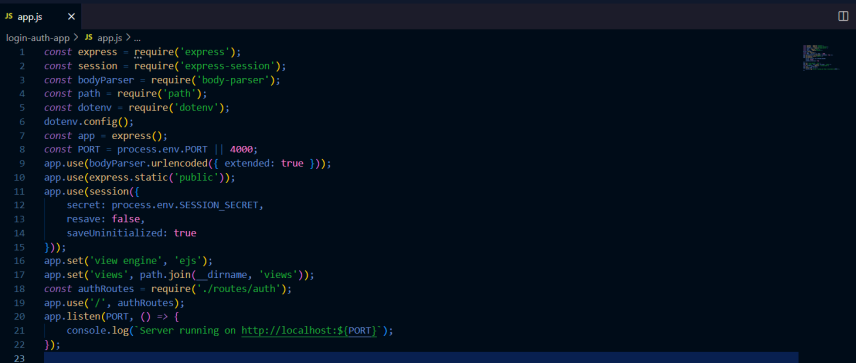 JS app.js ×
login-auth-app > JS app.js > ...
1 const express = require('express');
2 const session = require('express-session');
3 const bodyParser = require('body-parser');
4 const path = require('path');
5 const dotenv = require('dotenv');
6 dotenv.config();
7 const app = express();
8 const PORT = process.env.PORT || 4000;
9 app.use(bodyParser.urlencoded({ extended: true }));
10 app.use(express.static('public'));
11 app.use(session({
12     secret: process.env.SESSION_SECRET,
13     resave: false,
14     saveUninitialized: true
15 }));
16 app.set('view engine', 'ejs');
17 app.set('views', path.join(__dirname, 'views'));
18 const authRoutes = require('./routes/auth');
19 app.use('/', authRoutes);
20 app.listen(PORT, () => {
21     console.log(`Server running on http://localhost:${PORT}`);
22 });
23